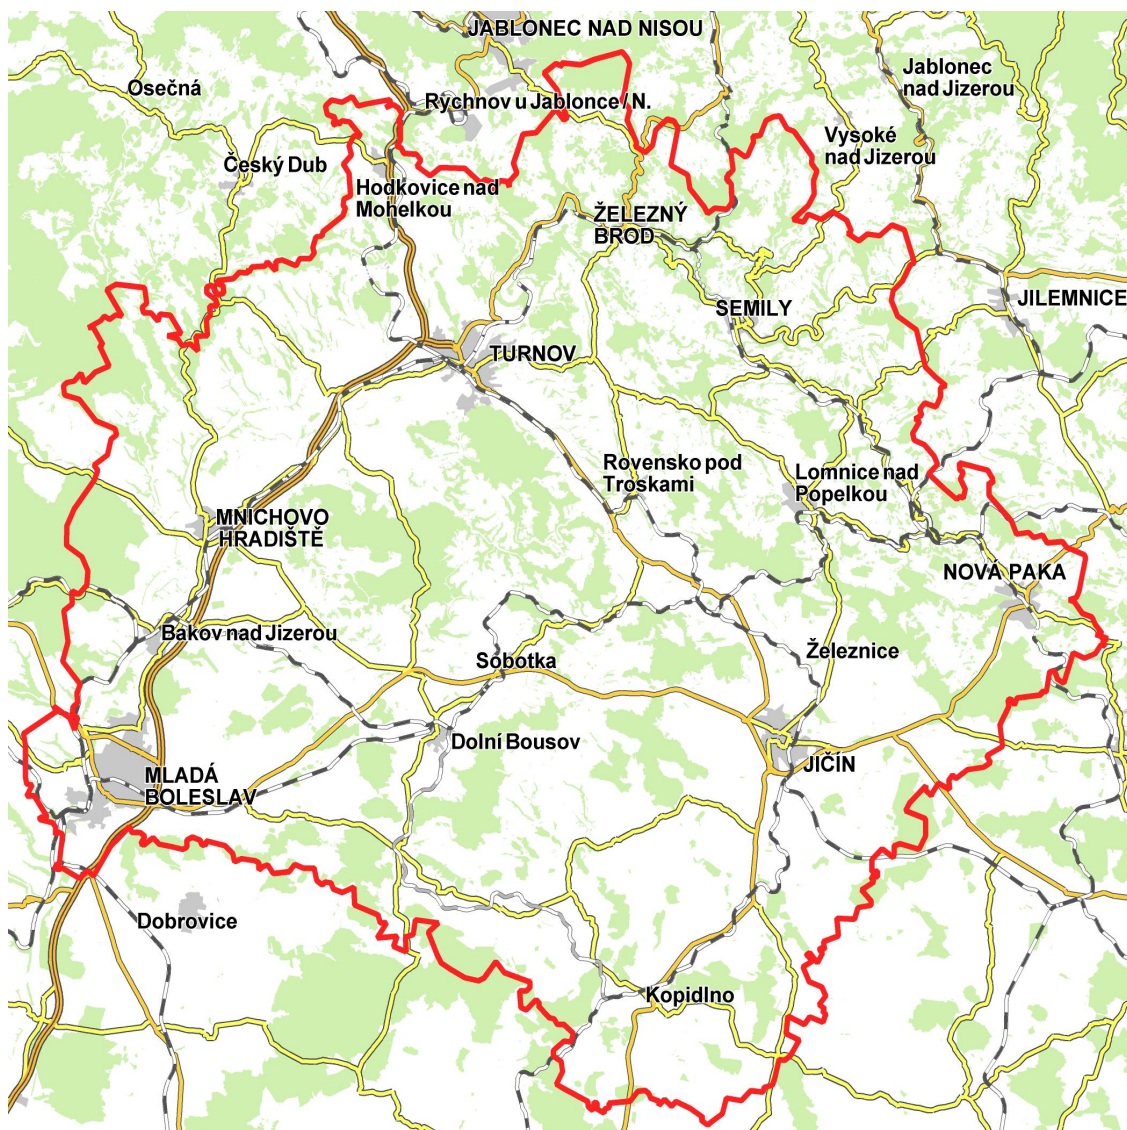 JABLONEC NAD NISOU
Osečná
Jablonec
nad Jizerou
Rychnov u Jablonce / N.
Vysoké
nad Jizerou
Český Dub
Hodkovice nad
Mohelkou
ŽELEZNÝ
BROD
JILEMNICE
SEMILY
TURNOV
Rovensko pod
Troskami
Lomnice nad
Popelkou
MNICHOVO
HRADIŠTĚ
NOVÁ PAKA
Bakov nad Jizerou
Železnice
Sobotka
Dolní Bousov
JIČÍN
MLADÁ
BOLESLAV
Dobrovice
Kopidlno